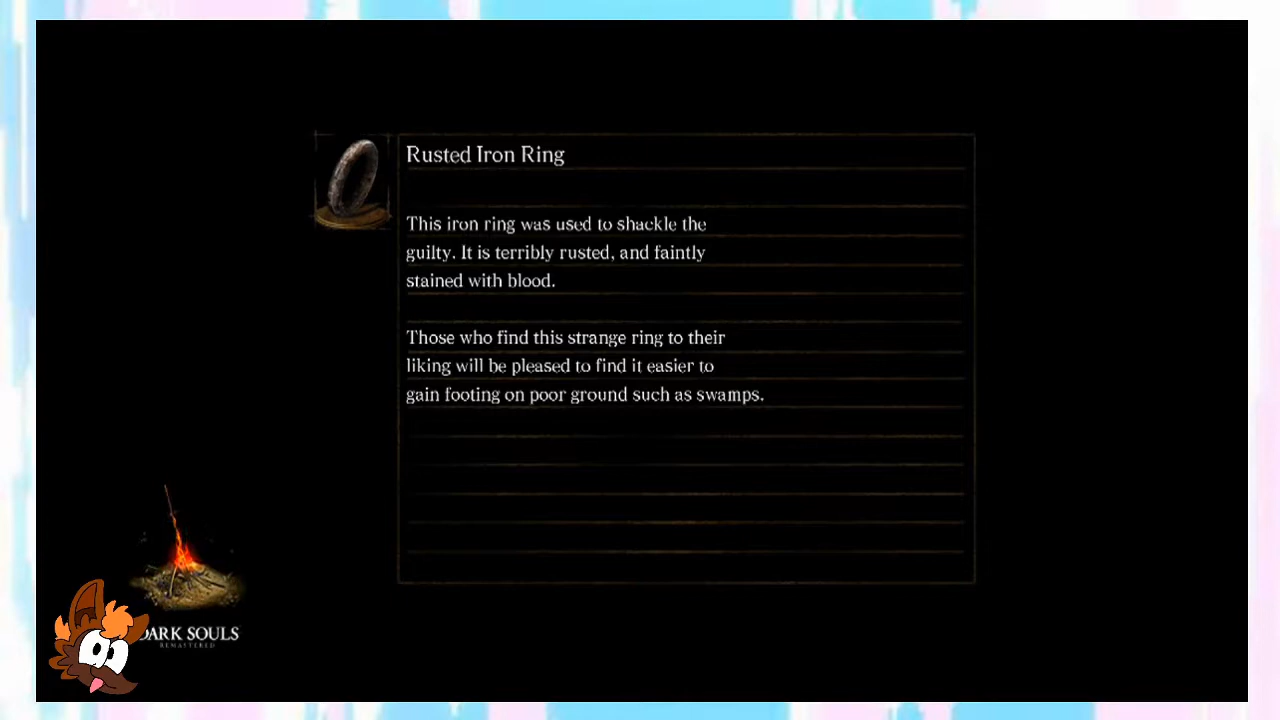 Rusted Iron Ring
This iron ring was used to shackle the
guilty. It is terribly rusted, and faintly
stained with blood.
Those who find this strange ring to their
liking will be pleased to find it easier to
gain footing on poor ground such as swamps.
DARK SOULS
REMASTERED